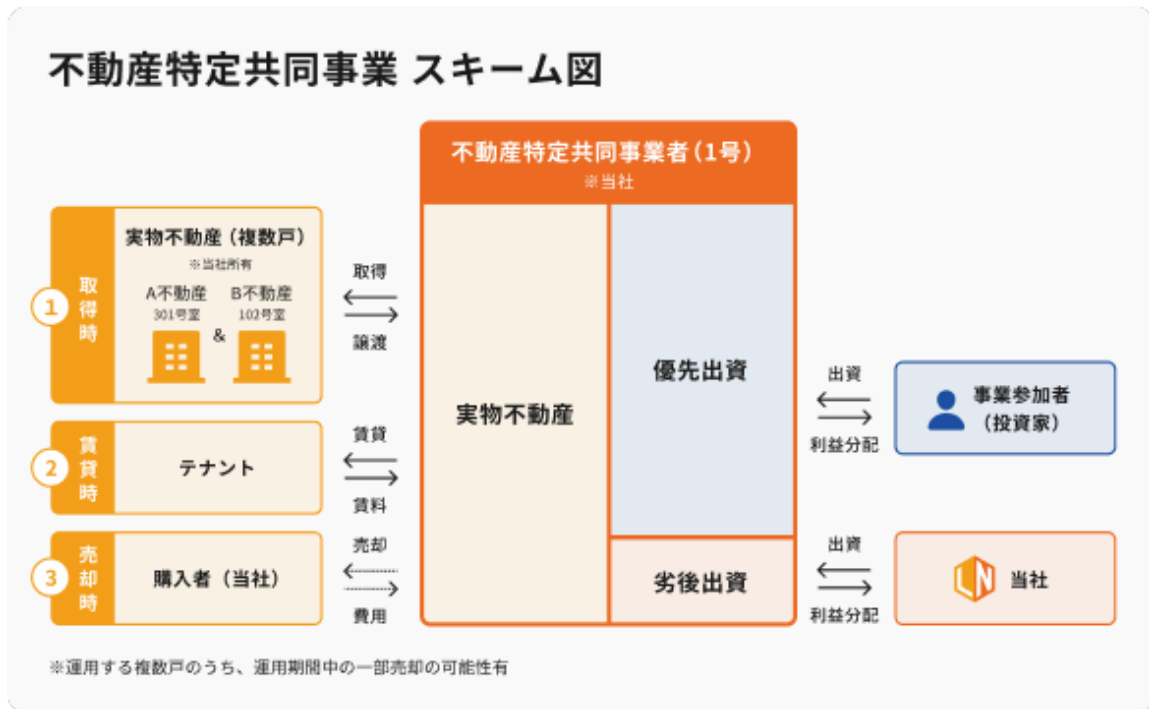 不動産特定共同事業 スキーム図
不動産特定共同事業者(1号)
※当社
1
取得時
実物不動産(複数戸)
※当社所有
A不動産
301号室
&
B不動産
102号室
取得
譲渡
2
賃貸時
テナント
賃貸
賃料
3
売却時
購入者(当社)
売却
費用
実物不動産
優先出資
劣後出資
出資
利益分配
事業参加者
(投資家)
出資
利益分配
LN
当社
※運用する複数戸のうち、運用期間中の一部売却の可能性有